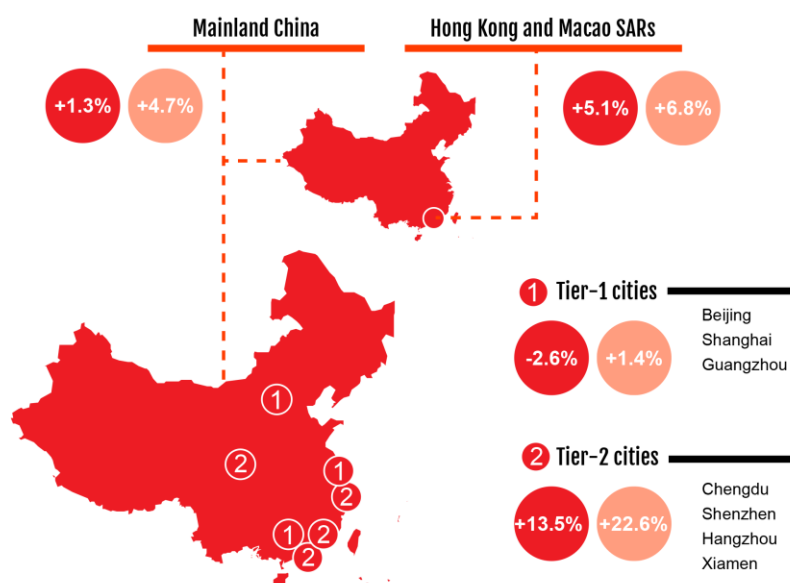 Mainland China
Hong Kong and Macao SARs
+1.3%
+4.7%
+5.1%
+6.8%
1 Tier-1 cities
Beijing
Shanghai
Guangzhou
-2.6%
+1.4%
1
2
1
2
1
2
2
2 Tier-2 cities
Chengdu
Shenzhen
Hangzhou
Xiamen
+13.5%
+22.6%